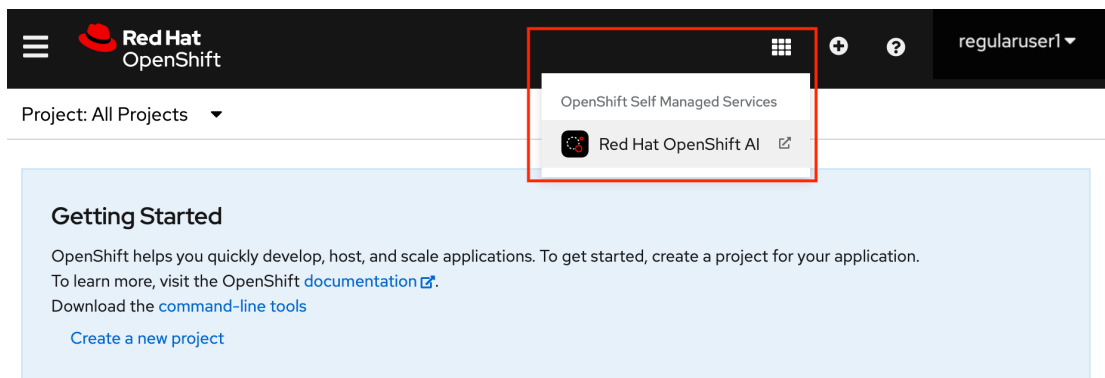 Red Hat
OpenShift
regularuser1
Project: All Projects
OpenShift Self Managed Services
Red Hat OpenShift AI
Getting Started
OpenShift helps you quickly develop, host, and scale applications. To get started, create a project for your application.
To learn more, visit the OpenShift documentation.
Download the command-line tools
Create a new project